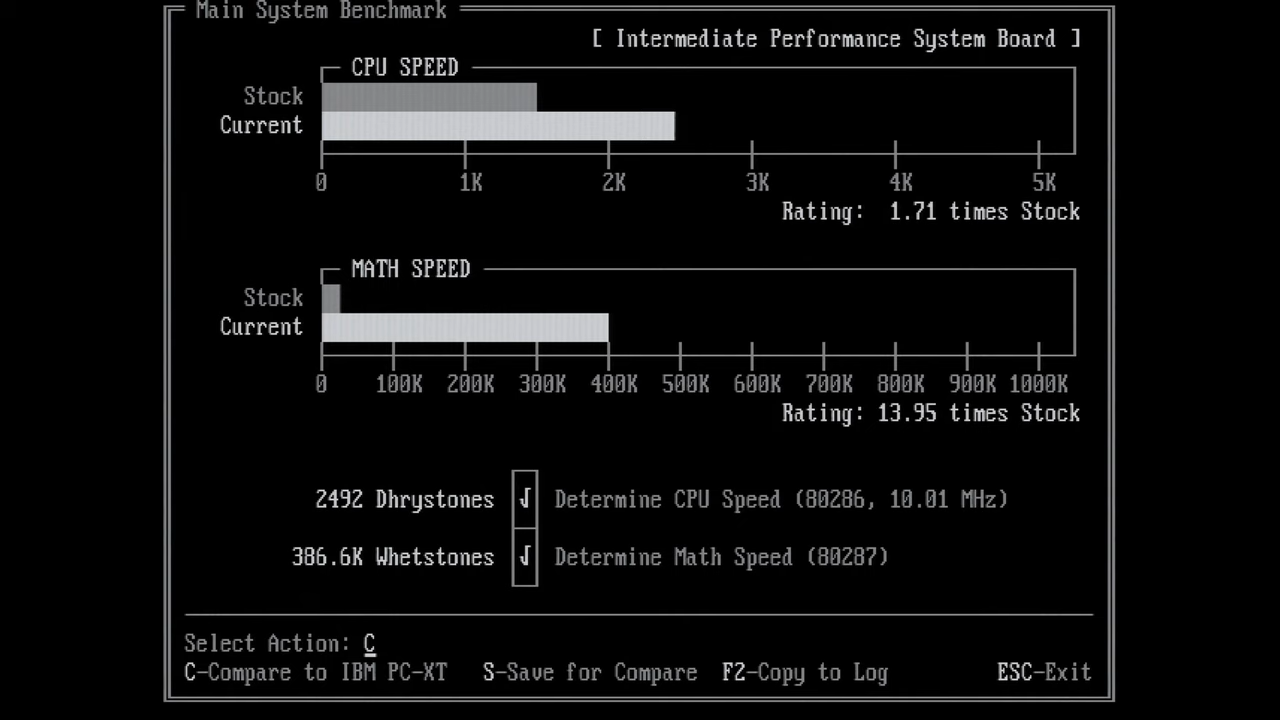 Main System Benchmark
[ Intermediate Performance System Board ]
CPU SPEED
Stock
Current
0 1K 2K 3K 4K 5K
Rating: 1.71 times Stock
MATH SPEED
Stock
Current
0 100K 200K 300K 400K 500K 600K 700K 800K 900K 1000K
Rating: 13.95 times Stock
2492 Dhrystones √ Determine CPU Speed (80286, 10.01 MHz)
386.6K Whetstones √ Determine Math Speed (80287)
Select Action: C
C-Compare to IBM PC-XT S-Save for Compare F2-Copy to Log ESC-Exit